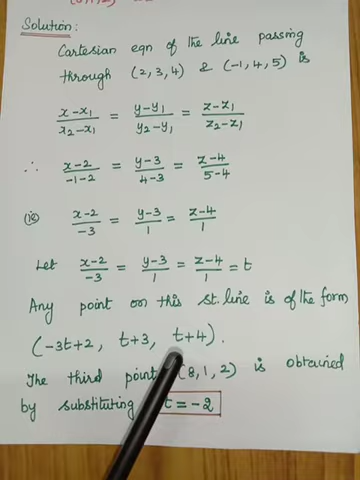 Solution:
Cartesian eqn of the line passing
through (2,3,4) & (-1,4,5) is
x-x₁/x₂-x₁ = y-y₁/y₂-y₁ = z-z₁/z₂-z₁
∴ x-2/-1-2 = y-3/4-3 = z-4/5-4
(ie) x-2/-3 = y-3/1 = z-4/1
Let x-2/-3 = y-3/1 = z-4/1 = t
Any point on this st. line is of the form
(-3t+2, t+3, t+4).
The third point (8,1,2) is obtained
by substituting t = -2